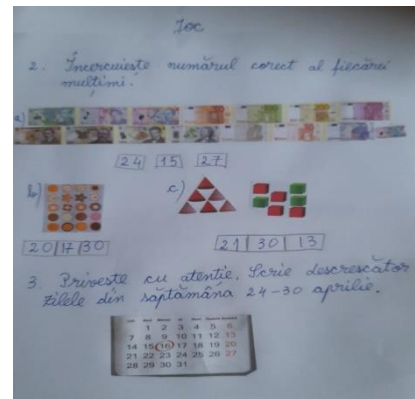 Joc
2. Încercuiește numărul corect al fiecărei
mulțimi.
a)
24 15 27
b)
c)
20 17 30
21 30 13
3. Privește cu atenție. Scrie descrescător
zilele din săptămâna 24-30 aprilie.
1 2 3 4 5 6
7 8 9 10 11 12 13
14 15 16 17 18 19 20
21 22 23 24 25 26 27
28 29 30 31